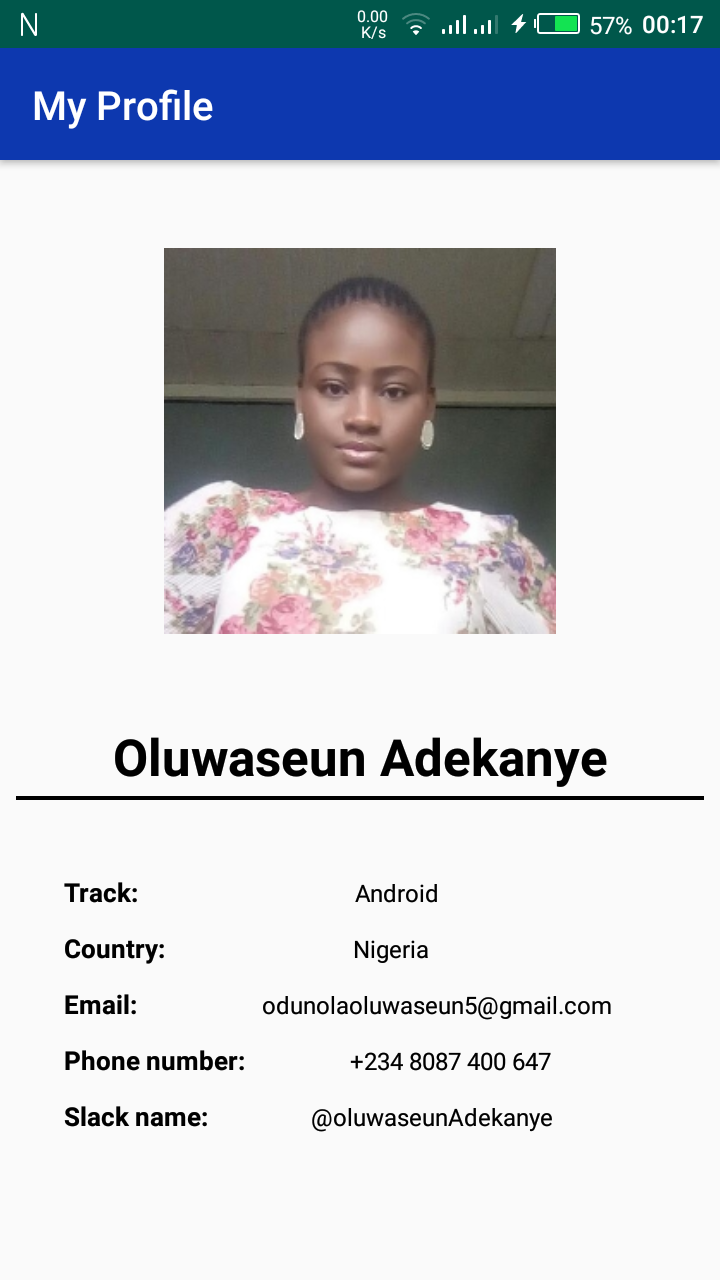 N 0.00 K/s 57% 00:17
My Profile
Oluwaseun Adekanye
Track: Android
Country: Nigeria
Email: odunolaoluwaseun5@gmail.com
Phone number: +234 8087 400 647
Slack name: @oluwaseunAdekanye